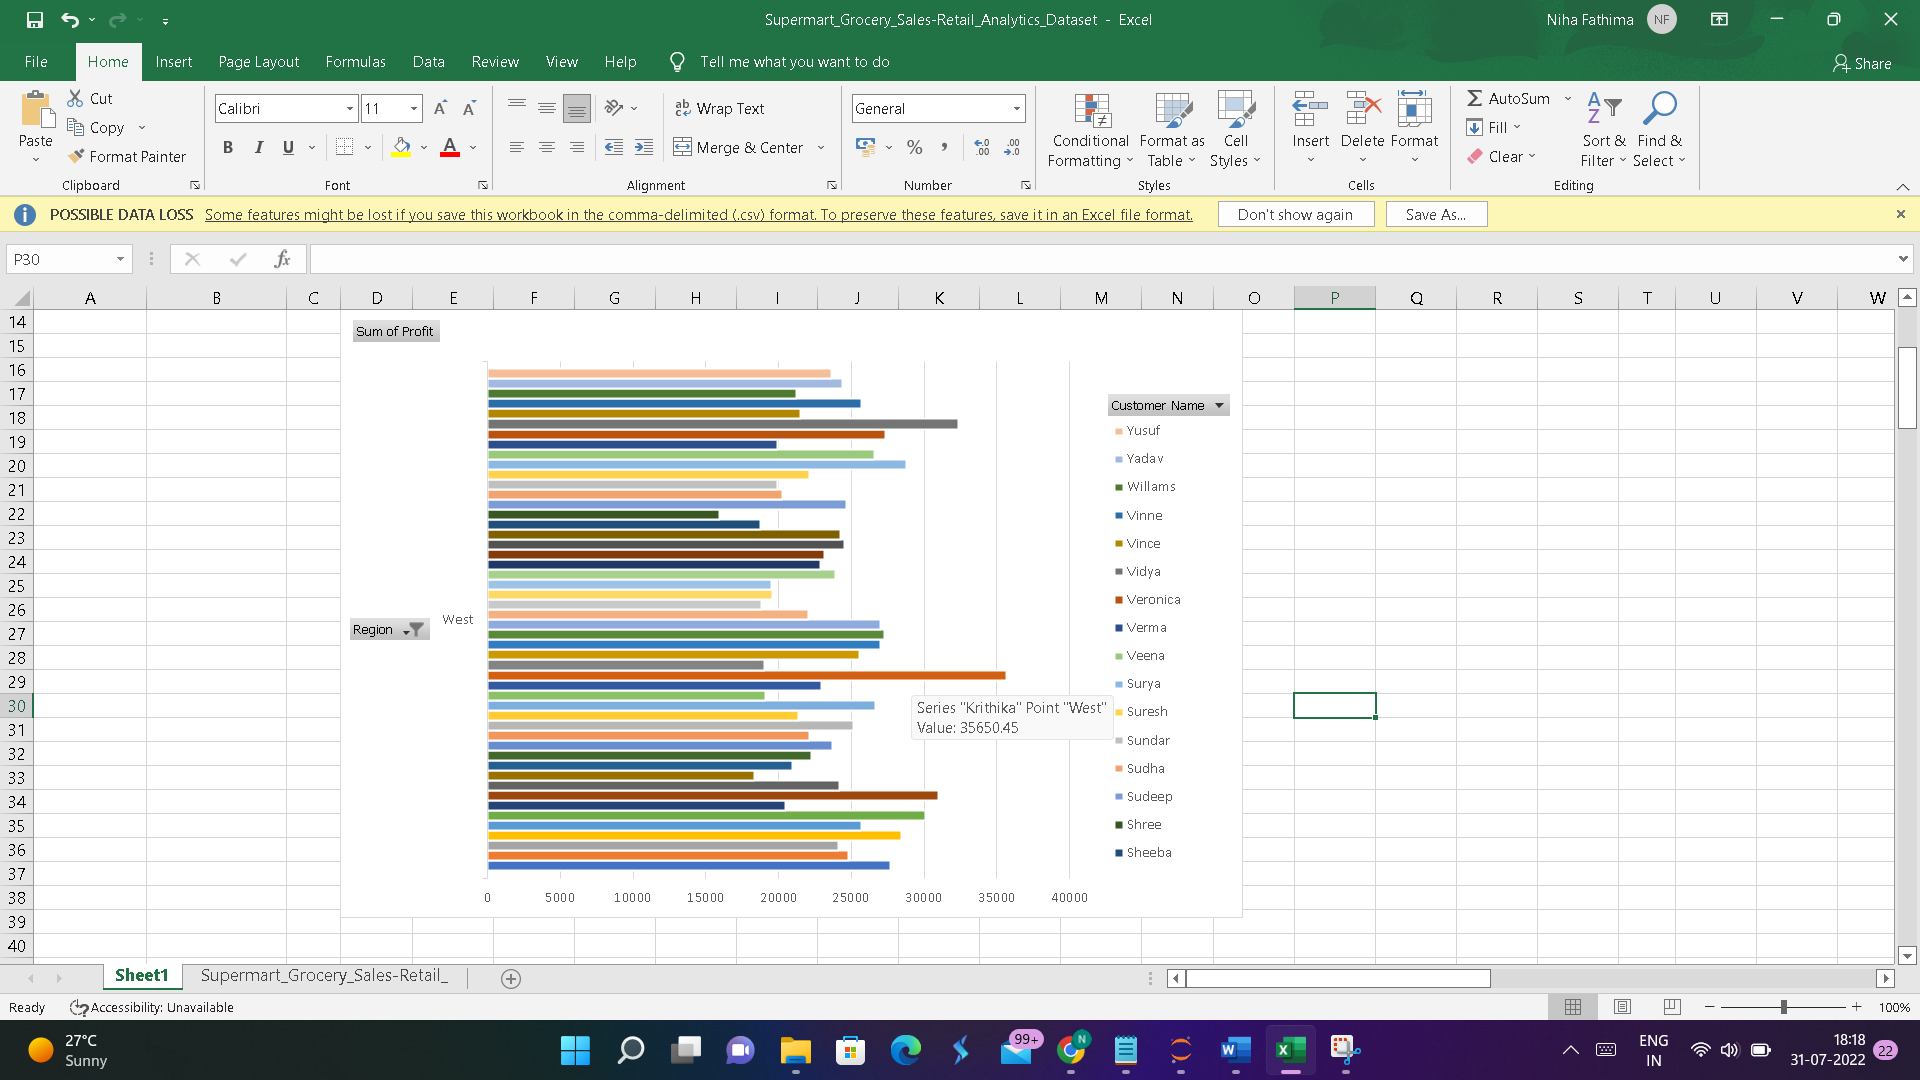 Supermart_Grocery_Sales-Retail_Analytics_Dataset - Excel
Niha Fathima NF
File Home Insert Page Layout Formulas Data Review View Help Tell me what you want to do Share
Paste
Cut
Copy
Format Painter
Clipboard
Calibri 11
B I U A
Font
Wrap Text
Merge & Center
Alignment
General
% ,
Number
Conditional Formatting
Format as Table
Cell Styles
Styles
Insert Delete Format
Cells
AutoSum
Fill
Clear
Sort & Filter
Find & Select
Editing
POSSIBLE DATA LOSS Some features might be lost if you save this workbook in the comma-delimited (.csv) format. To preserve these features, save it in an Excel file format. Don't show again Save As...
P30 fx
A B C D E F G H I J K L M N O P Q R S T U V W
14
15
16
17
18
19
20
21
22
23
24
25
26
27
28
29
30
31
32
33
34
35
36
37
38
39
40
Sum of Profit
Region
West
Customer Name
Yusuf
Yadav
Willams
Vinne
Vince
Vidya
Veronica
Verma
Veena
Surya
Suresh
Sundar
Sudha
Sudeep
Shree
Sheeba
Series "Krithika" Point "West"
Value: 35650.45
0 5000 10000 15000 20000 25000 30000 35000 40000
Sheet1 Supermart_Grocery_Sales-Retail_
Ready Accessibility: Unavailable 100%
27°C
Sunny
99+
N
ENG
IN
18:18
31-07-2022
22